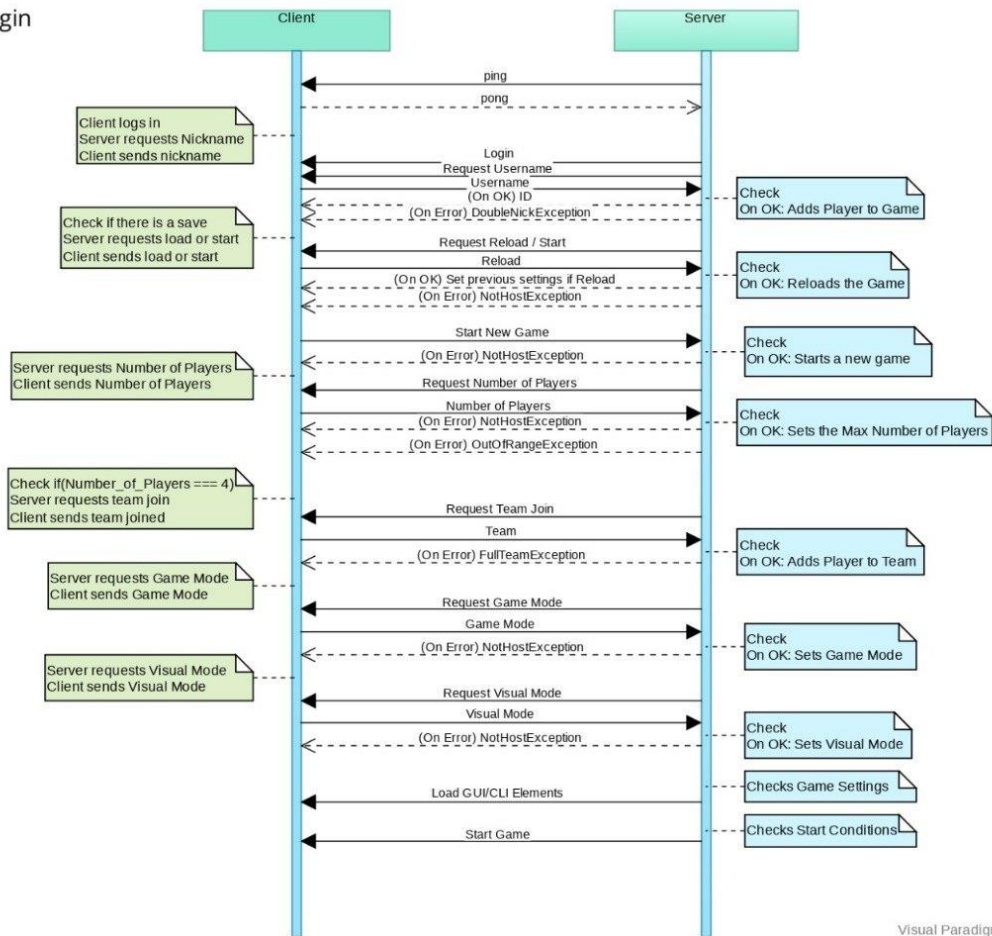 gin
Client
Server
ping
pong
Client logs in
Server requests Nickname
Client sends nickname
Login
Request Username
Username
(On OK) ID
(On Error) DoubleNickException
Check
On OK: Adds Player to Game
Check if there is a save
Server requests load or start
Client sends load or start
Request Reload / Start
Reload
(On OK) Set previous settings if Reload
(On Error) NotHostException
Check
On OK: Reloads the Game
Start New Game
(On Error) NotHostException
Check
On OK: Starts a new game
Server requests Number of Players
Client sends Number of Players
Request Number of Players
Number of Players
(On Error) NotHostException
(On Error) OutOfRangeException
Check
On OK: Sets the Max Number of Players
Check if(Number_of_Players === 4)
Server requests team join
Client sends team joined
Request Team Join
Team
(On Error) FullTeamException
Check
On OK: Adds Player to Team
Server requests Game Mode
Client sends Game Mode
Request Game Mode
Game Mode
(On Error) NotHostException
Check
On OK: Sets Game Mode
Server requests Visual Mode
Client sends Visual Mode
Request Visual Mode
Visual Mode
(On Error) NotHostException
Check
On OK: Sets Visual Mode
Checks Game Settings
Load GUI/CLI Elements
Checks Start Conditions
Start Game
Visual Paradig